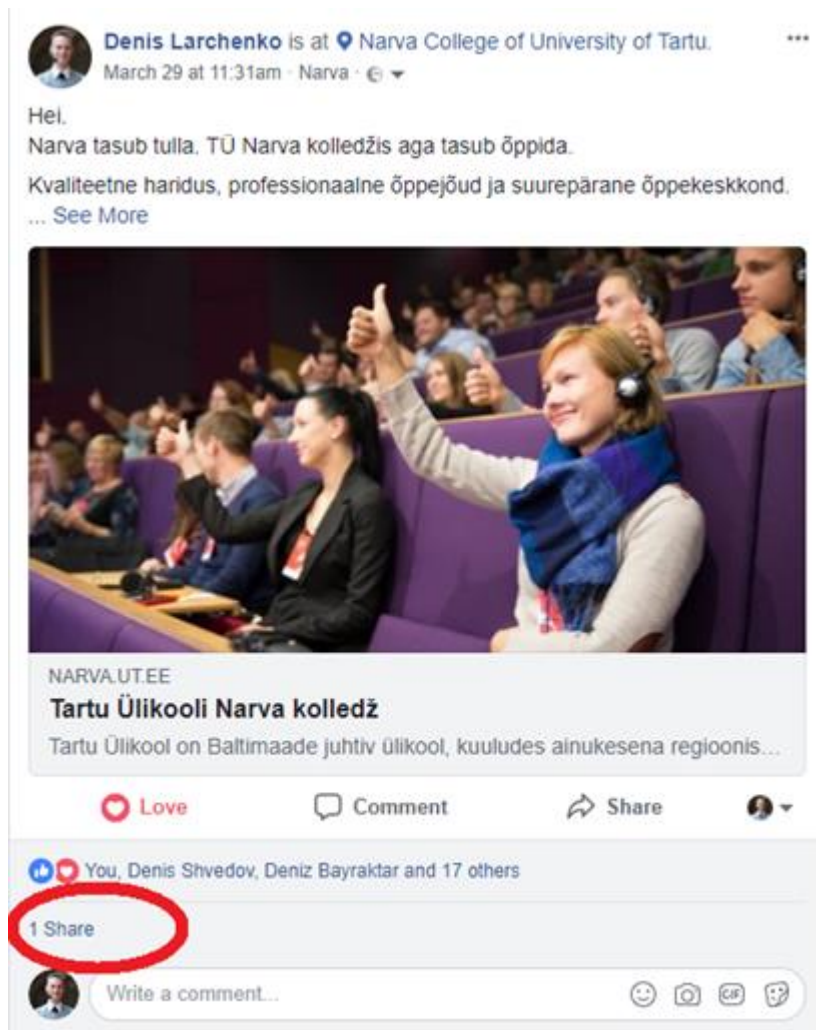 Denis Larchenko is at Narva College of University of Tartu.
March 29 at 11:31am · Narva ·
Hei.
Narva tasub tulla. TÜ Narva kolledžis aga tasub õppida.
Kvaliteetne haridus, professionaalne õppejõud ja suurepärane õppekeskkond.
... See More
NARVA.UT.EE
Tartu Ülikooli Narva kolledž
Tartu Ülikool on Baltimaade juhtiv ülikool, kuuludes ainukesena regioonis...
Love Comment Share
You, Denis Shvedov, Deniz Bayraktar and 17 others
1 Share
Write a comment...
GIF